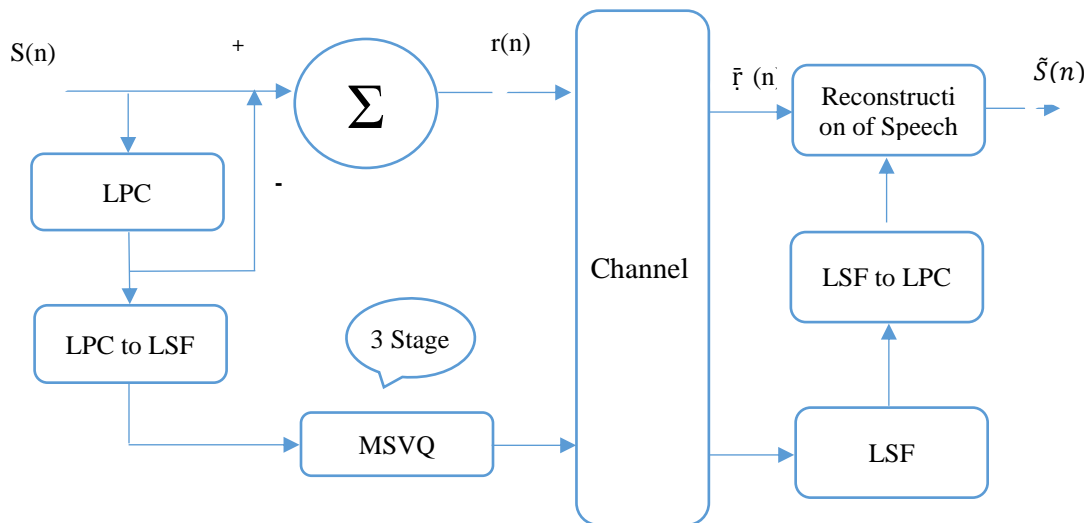 S(n)
+
r(n)
Σ
ṝ (n)
Reconstructi
on of Speech
S̃(n)
LPC
-
Channel
LSF to LPC
LPC to LSF
3 Stage
MSVQ
LSF